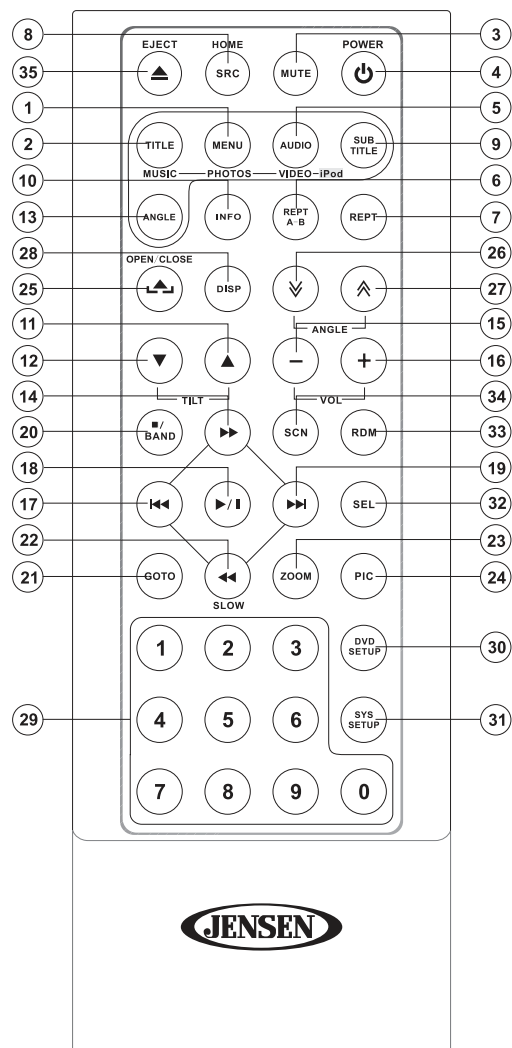 8 EJECT HOME POWER 3
35 SRC MUTE 4
1 5
2 TITLE MENU AUDIO SUB TITLE 9
10 MUSIC PHOTOS VIDEO iPod 6
13 ANGLE INFO REPT A-B REPT 7
28 26
OPEN/CLOSE
25 DISP 27
11 ANGLE 15
12 − + 16
14 TILT VOL 34
20 ■/BAND SCN RDM 33
18 19
17 ▶/❙❙ SEL 32
22 23
21 GOTO ZOOM PIC 24
SLOW
1 2 3 DVD SETUP 30
29 4 5 6 SYS SETUP 31
7 8 9 0
JENSEN